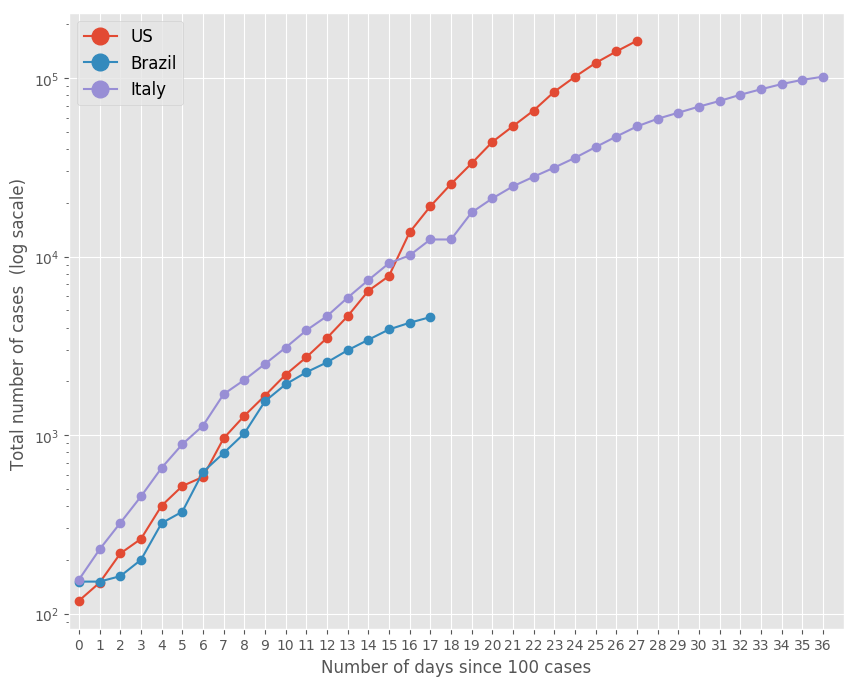 US
Brazil
Italy
Total number of cases  (log sacale)
10^5
10^4
10^3
10^2
0 1 2 3 4 5 6 7 8 9 10 11 12 13 14 15 16 17 18 19 20 21 22 23 24 25 26 27 28 29 30 31 32 33 34 35 36
Number of days since 100 cases